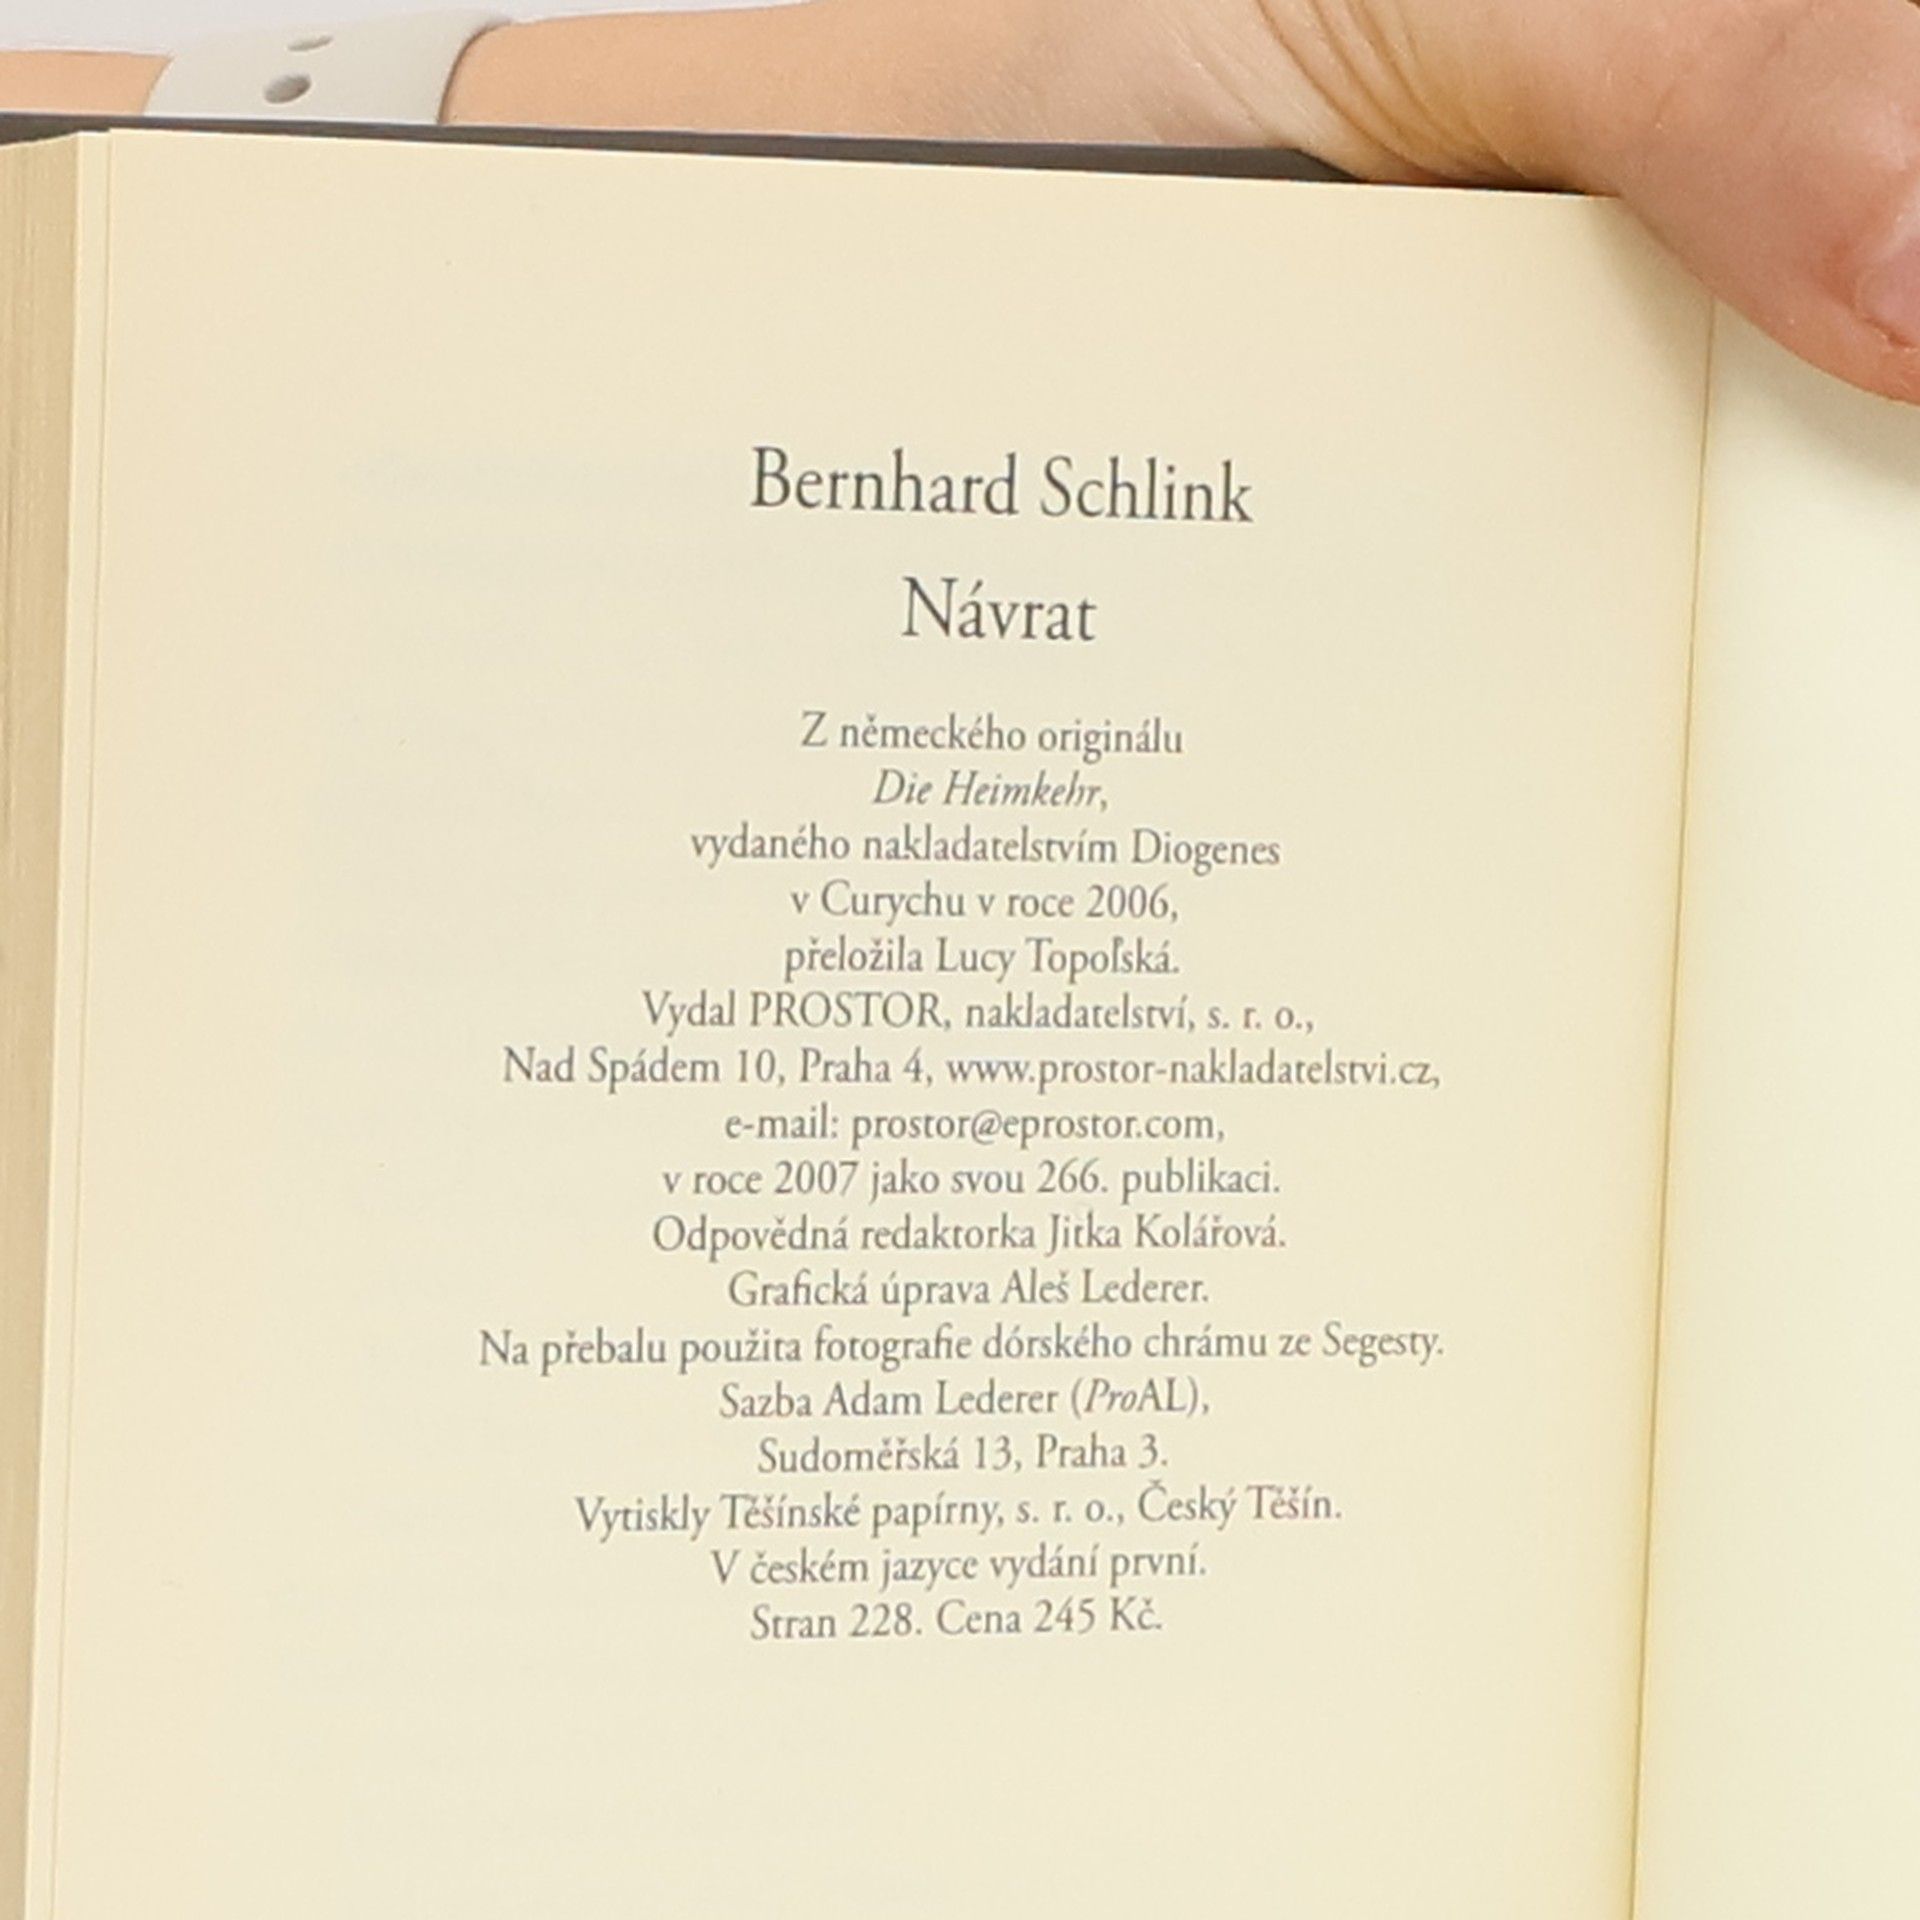 Bernhard Schlink
Návrat
Z německého originálu
Die Heimkehr,
vydaného nakladatelstvím Diogenes
v Curychu v roce 2006,
přeložila Lucy Topoľská.
Vydal PROSTOR, nakladatelství, s. r. o.,
Nad Spádem 10, Praha 4, www.prostor-nakladatelstvi.cz,
e-mail: prostor@eprostor.com,
v roce 2007 jako svou 266. publikaci.
Odpovědná redaktorka Jitka Kolářová.
Grafická úprava Aleš Lederer.
Na přebalu použita fotografie dórského chrámu ze Segesty.
Sazba Adam Lederer (ProAL),
Sudoměřská 13, Praha 3.
Vytiskly Těšínské papírny, s. r. o., Český Těšín.
V českém jazyce vydání první.
Stran 228. Cena 245 Kč.